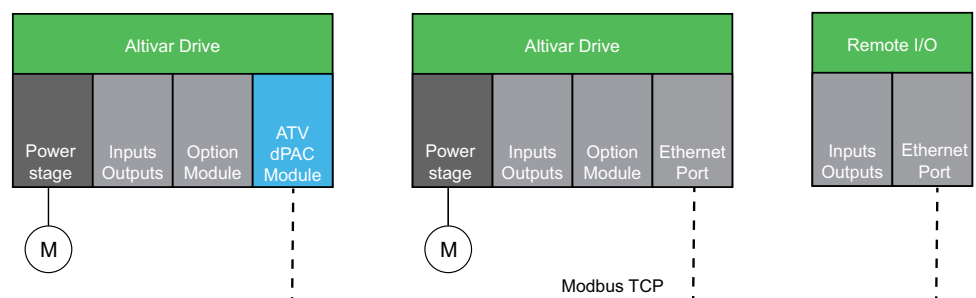 Altivar Drive
Power
stage
Inputs
Outputs
Option
Module
ATV
dPAC
Module
M
Altivar Drive
Power
stage
Inputs
Outputs
Option
Module
Ethernet
Port
M
Modbus TCP
Remote I/O
Inputs
Outputs
Ethernet
Port